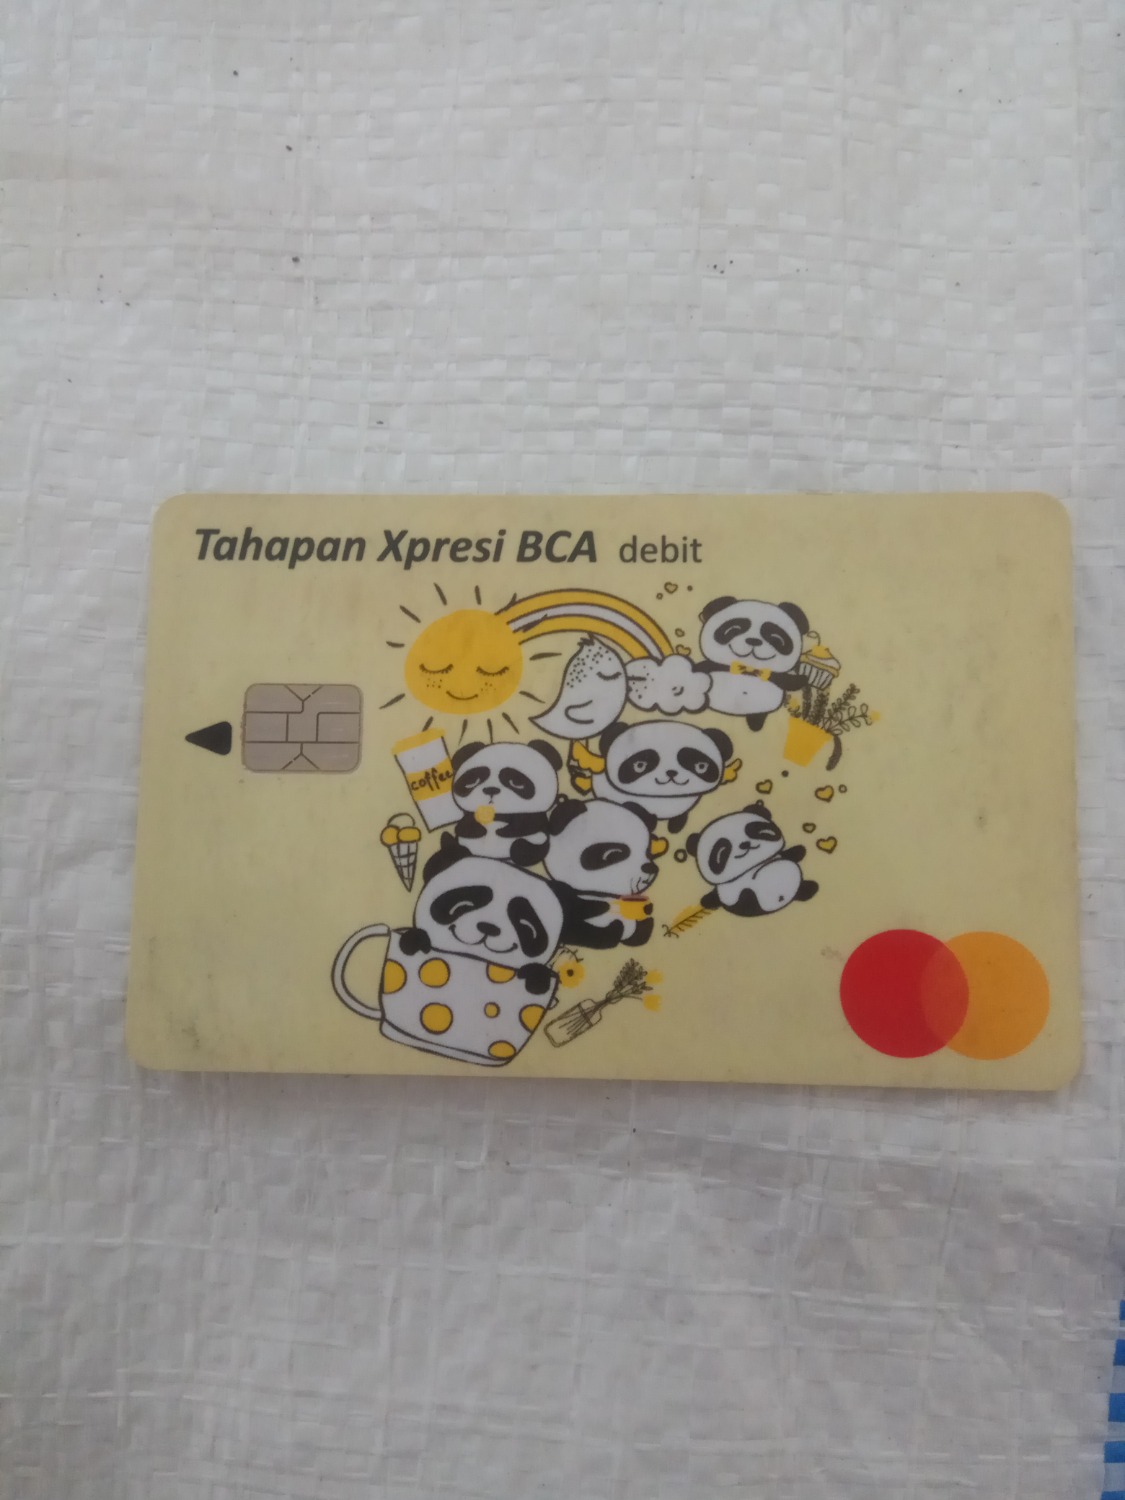 Tahapan Xpresi BCA debit
coffee